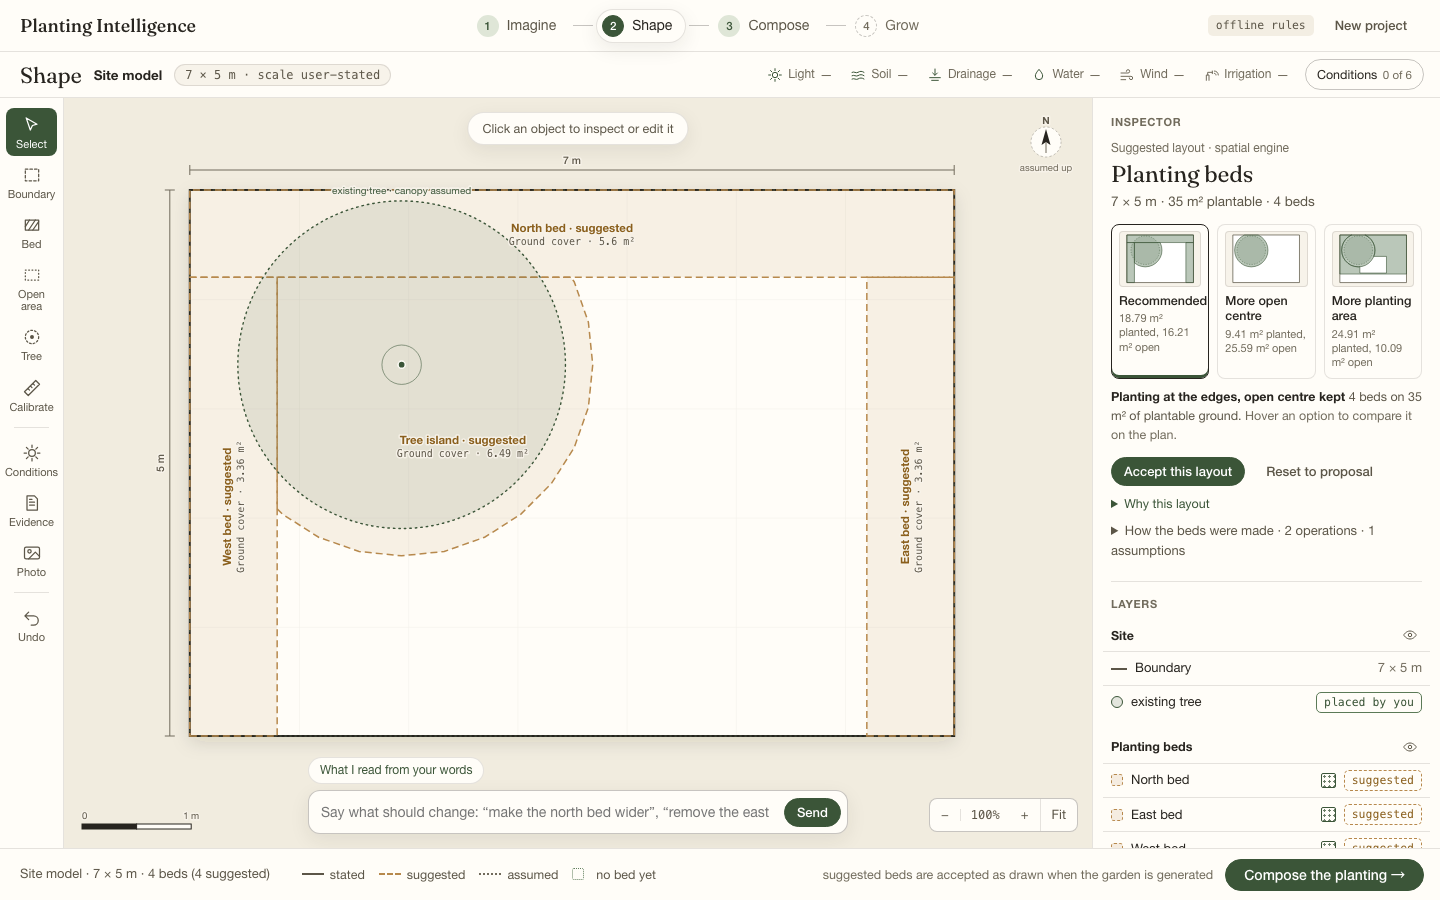 Planting Intelligence
1 Imagine
2 Shape
3 Compose
4 Grow
offline rules
New project
Shape Site model 7 × 5 m · scale user-stated
Light —
Soil —
Drainage —
Water —
Wind —
Irrigation —
Conditions 0 of 6
Select
Boundary
Bed
Open
area
Tree
Calibrate
Conditions
Evidence
Photo
Undo
Click an object to inspect or edit it
N
assumed up
7 m
5 m
existing tree · canopy assumed
North bed · suggested
Ground cover · 5.6 m²
Tree island · suggested
Ground cover · 6.49 m²
West bed · suggested
Ground cover · 3.36 m²
East bed · suggested
Ground cover · 3.36 m²
What I read from your words
Say what should change: “make the north bed wider”, “remove the east
Send
0 1 m
− 100% + Fit
INSPECTOR
Suggested layout · spatial engine
Planting beds
7 × 5 m · 35 m² plantable · 4 beds
Recommended
18.79 m²
planted, 16.21
m² open
More open
centre
9.41 m² planted,
25.59 m² open
More planting
area
24.91 m²
planted, 10.09
m² open
Planting at the edges, open centre kept 4 beds on 35
m² of plantable ground. Hover an option to compare it
on the plan.
Accept this layout
Reset to proposal
Why this layout
How the beds were made · 2 operations · 1
assumptions
LAYERS
Site
Boundary 7 × 5 m
existing tree placed by you
Planting beds
North bed suggested
East bed suggested
West bed suggested
Site model · 7 × 5 m · 4 beds (4 suggested)
stated
suggested
assumed
no bed yet
suggested beds are accepted as drawn when the garden is generated
Compose the planting →